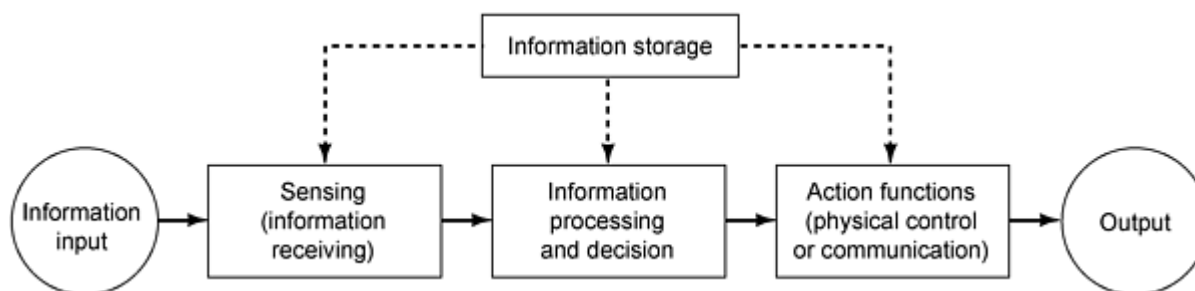 Information storage
Information
input
Sensing
(information
receiving)
Information
processing
and decision
Action functions
(physical control
or communication)
Output